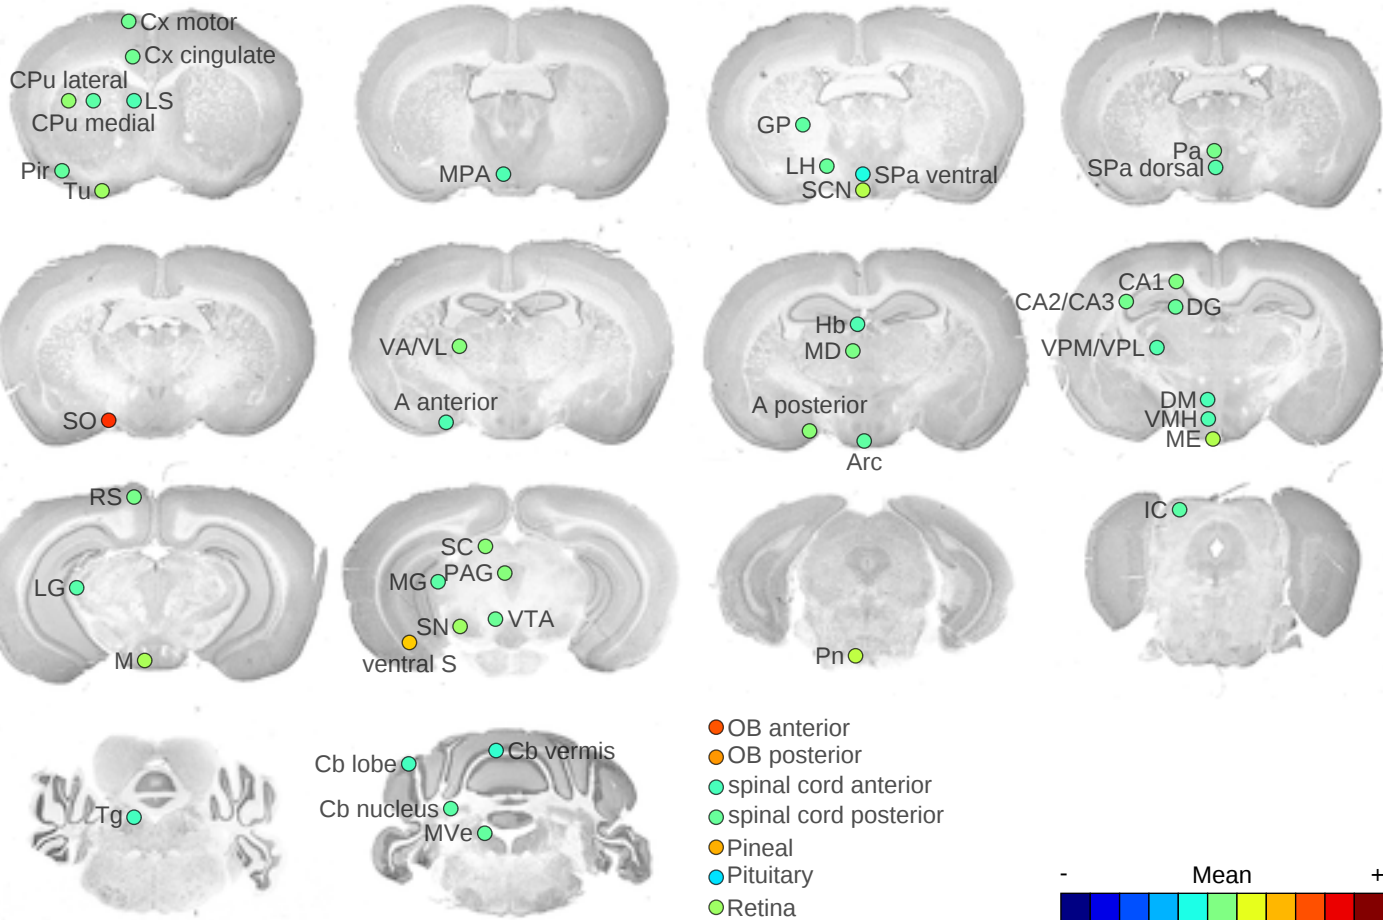 Cx motor
Cx cingulate
CPu lateral
LS
CPu medial
Pir
Tu
MPA
GP
LH
SPa ventral
SCN
Pa
SPa dorsal
SO
VA/VL
A anterior
Hb
MD
A posterior
Arc
CA1
CA2/CA3
DG
VPM/VPL
DM
VMH
ME
RS
LG
M
SC
MG
PAG
SN
VTA
ventral S
Pn
IC
Tg
Cb lobe
Cb vermis
Cb nucleus
MVe
OB anterior
OB posterior
spinal cord anterior
spinal cord posterior
Pineal
Pituitary
Retina
- Mean +